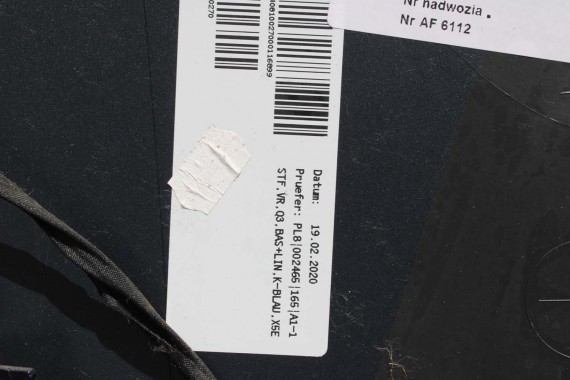 Nr nadwozia.
Nr AF 6112
Datum: 19.02.2020
Pruefer: PL8|002465|165|A1-1
STF.VR.Q3.BAS+LIN.K-BLAU.X5E